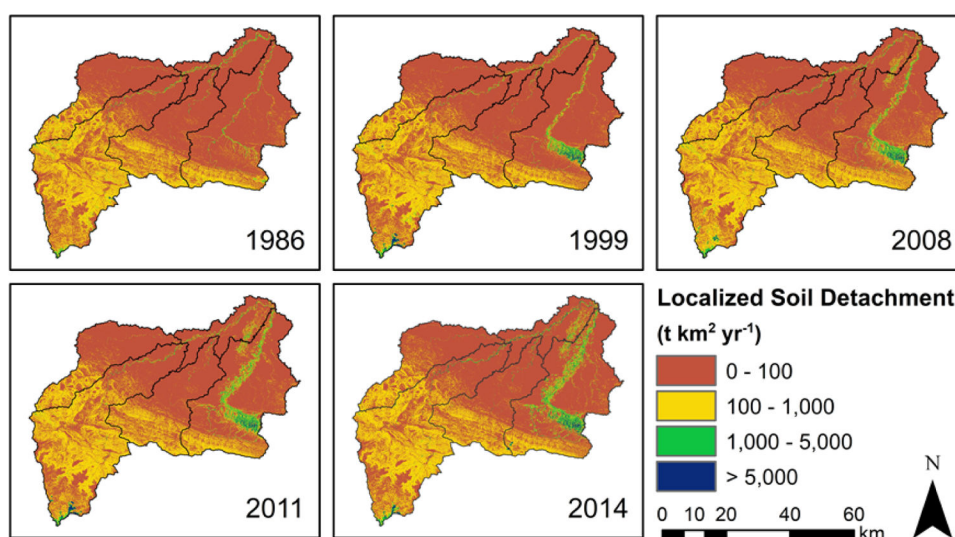 1986
1999
2008
2011
2014
Localized Soil Detachment
(t km² yr⁻¹)
0 - 100
100 - 1,000
1,000 - 5,000
> 5,000
N
0 10 20 40 60
km